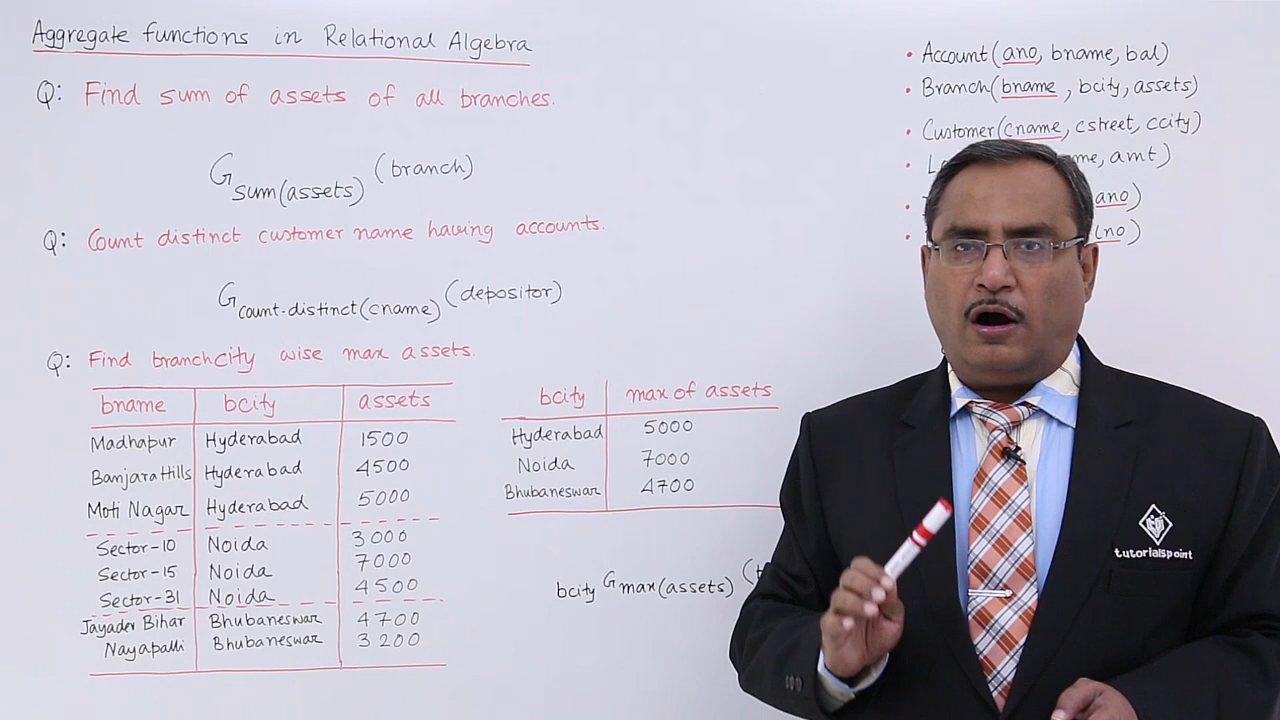 Aggregate functions in Relational Algebra
Q: Find sum of assets of all branches.
G sum(assets) (branch)
Q: Count distinct customer name having accounts.
G count-distinct(cname) (depositor)
Q: Find branchcity wise max assets.
bname bcity assets
Madhapur Hyderabad 1500
Banjara Hills Hyderabad 4500
Moti Nagar Hyderabad 5000
Sector-10 Noida 3000
Sector-15 Noida 7000
Sector-31 Noida 4500
Jayader Bihar Bhubaneswar 4700
Nayapalli Bhubaneswar 3200
bcity max of assets
Hyderabad 5000
Noida 7000
Bhubaneswar 4700
bcity G max(assets) (
• Account(ano, bname, bal)
• Branch(bname, bcity, assets)
• Customer(cname, cstreet, ccity)
• , amt)
• ano)
• lno)
tutorialspoint